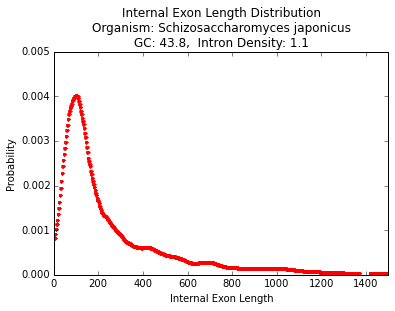 Internal Exon Length Distribution
Organism: Schizosaccharomyces japonicus
GC: 43.8,  Intron Density: 1.1
0.005
0.004
0.003
0.002
0.001
0.000
Probability
0
200
400
600
800
1000
1200
1400
Internal Exon Length